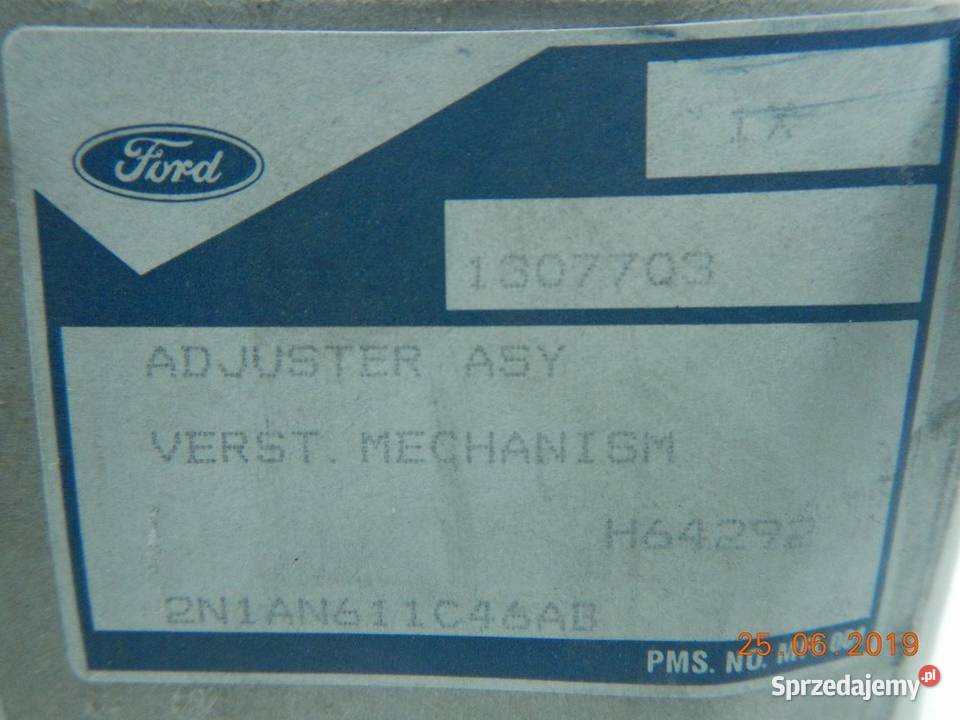 Ford
1X
1307703
ADJUSTER ASY
VERST. MECHANISM
H64292
2N1AN611C46AB
25.06 2019
PMS. NO.
Sprzedajemy.pl